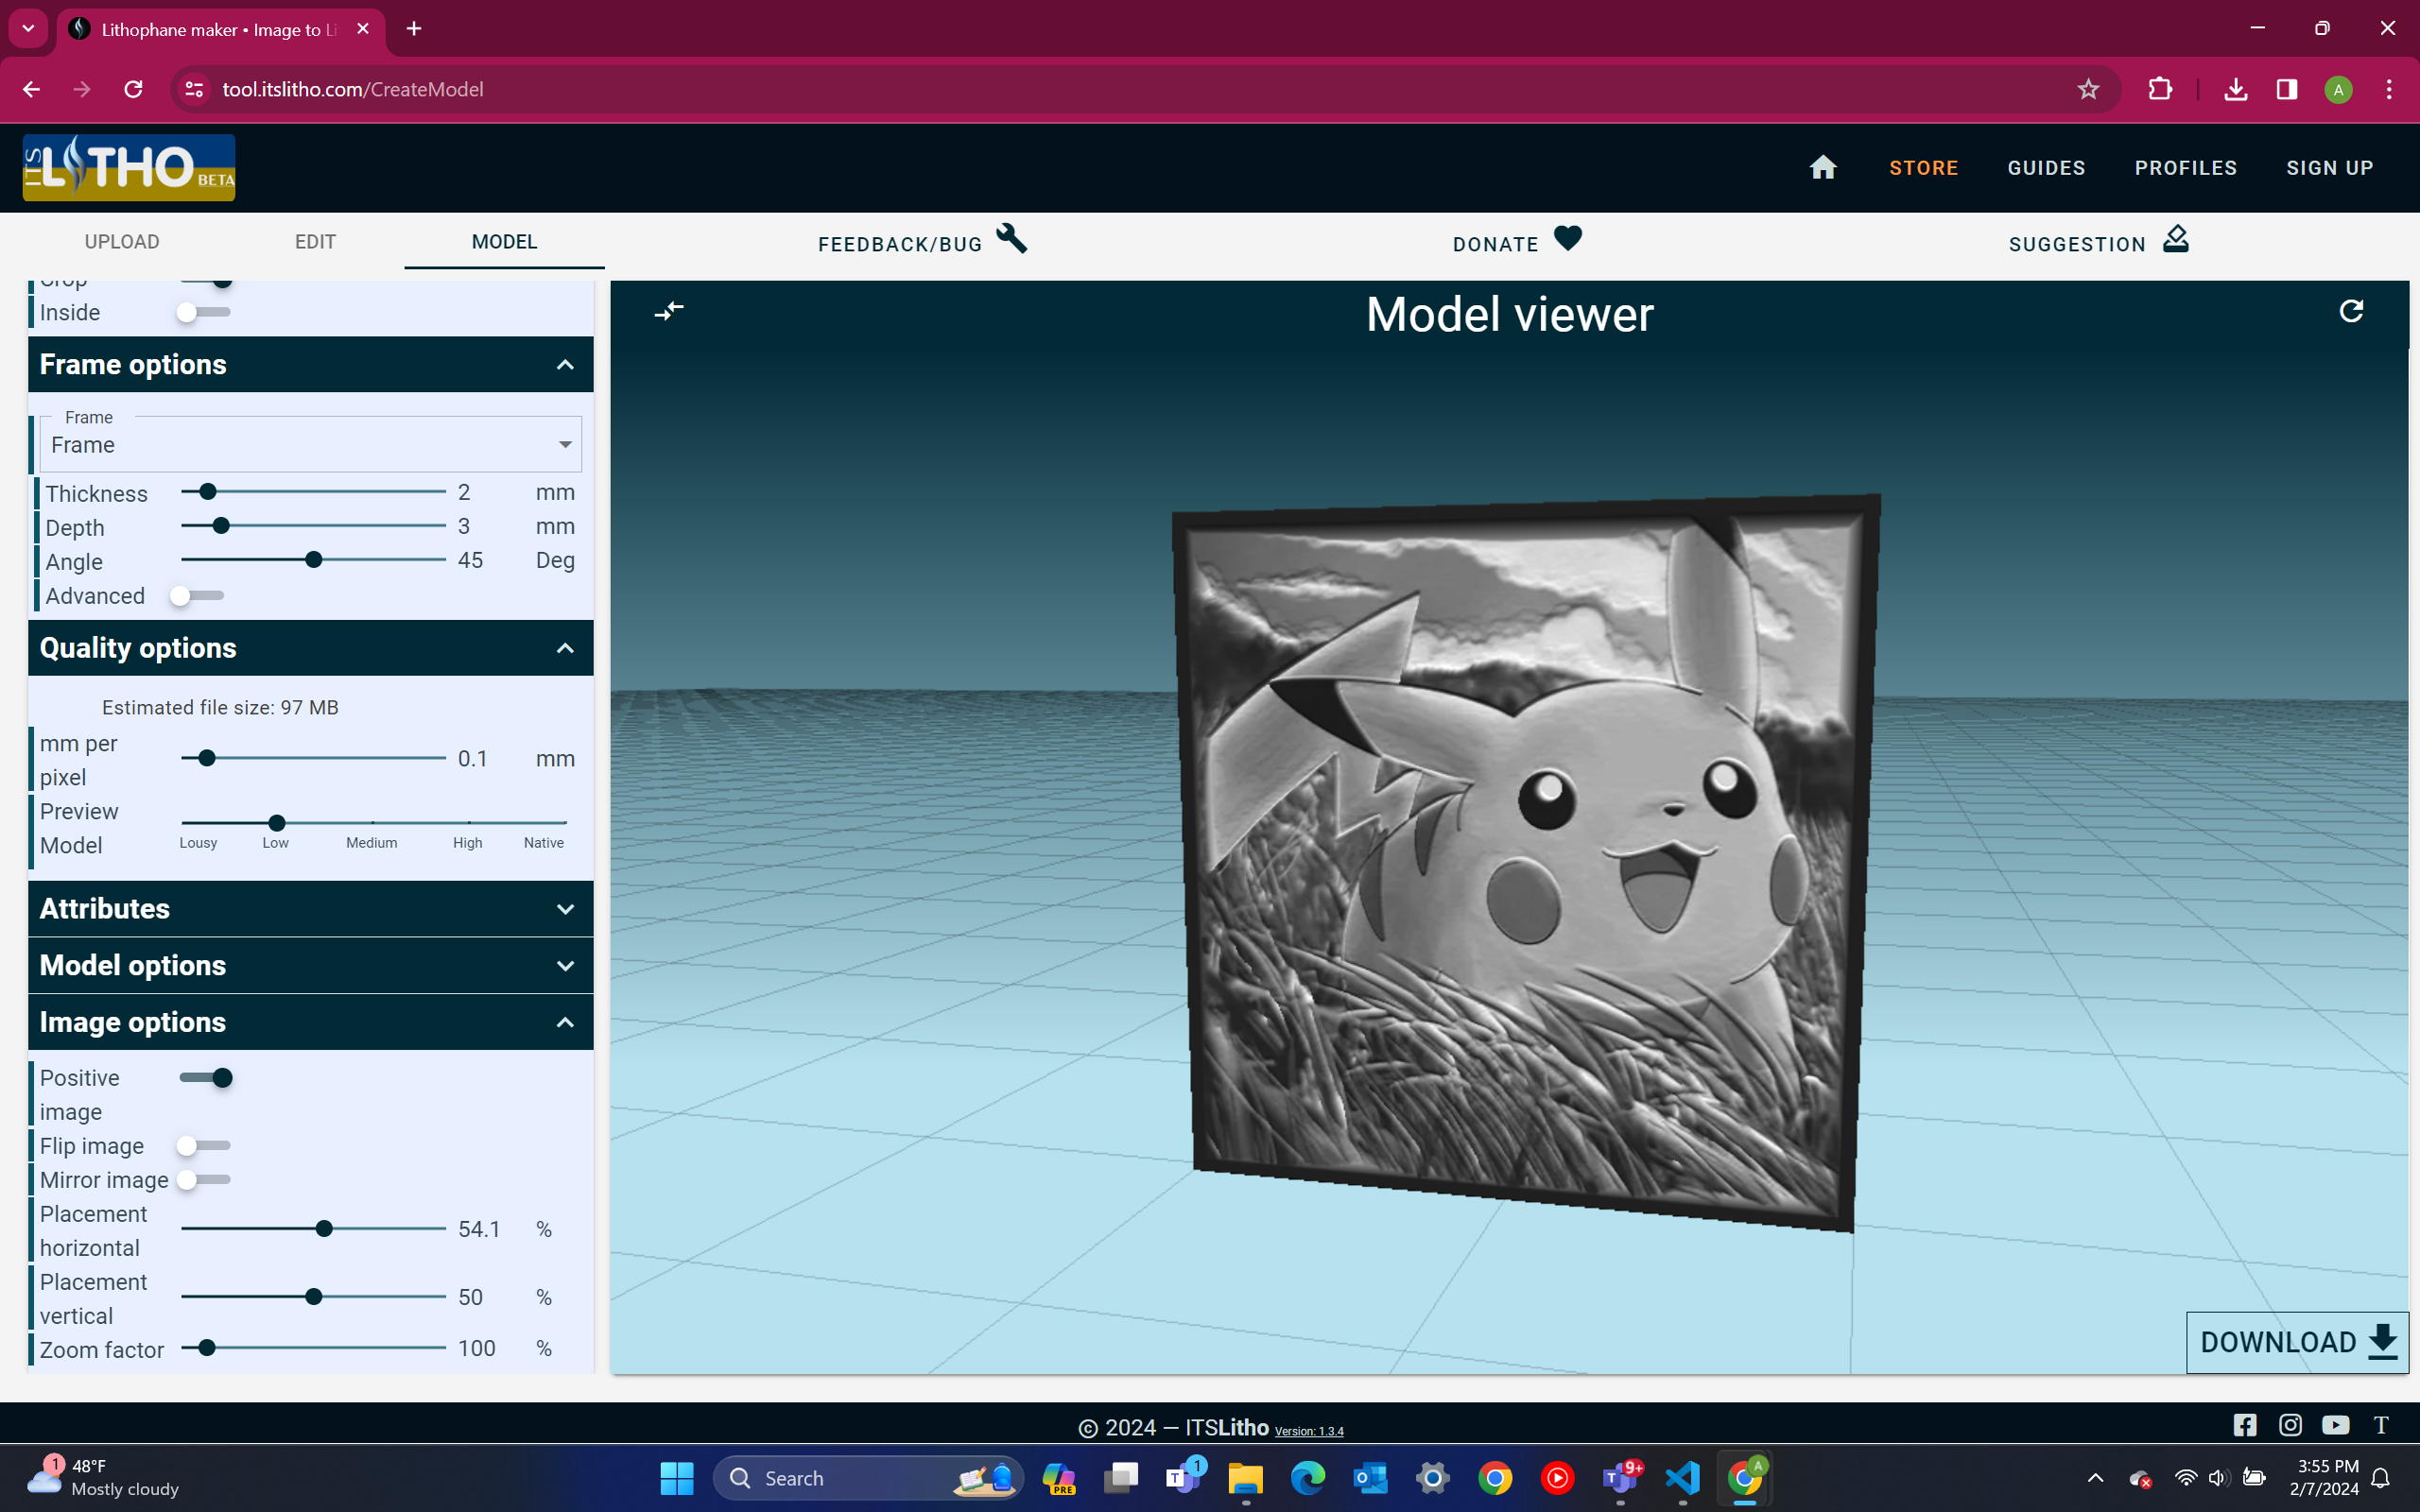 Lithophane maker • Image to Li
tool.itslitho.com/CreateModel
A
ITS LITHO BETA
STORE GUIDES PROFILES SIGN UP
UPLOAD EDIT MODEL FEEDBACK/BUG DONATE SUGGESTION
Crop
Inside
Model viewer
Frame options
Frame
Frame
Thickness 2 mm
Depth 3 mm
Angle 45 Deg
Advanced
Quality options
Estimated file size: 97 MB
mm per
pixel 0.1 mm
Preview
Model
Lousy Low Medium High Native
Attributes
Model options
Image options
Positive
image
Flip image
Mirror image
Placement
horizontal 54.1 %
Placement
vertical 50 %
Zoom factor 100 %
DOWNLOAD
© 2024 — ITSLitho Version: 1.3.4
1
48°F
Mostly cloudy
Search
PRE
1
9+
A
3:55 PM
2/7/2024